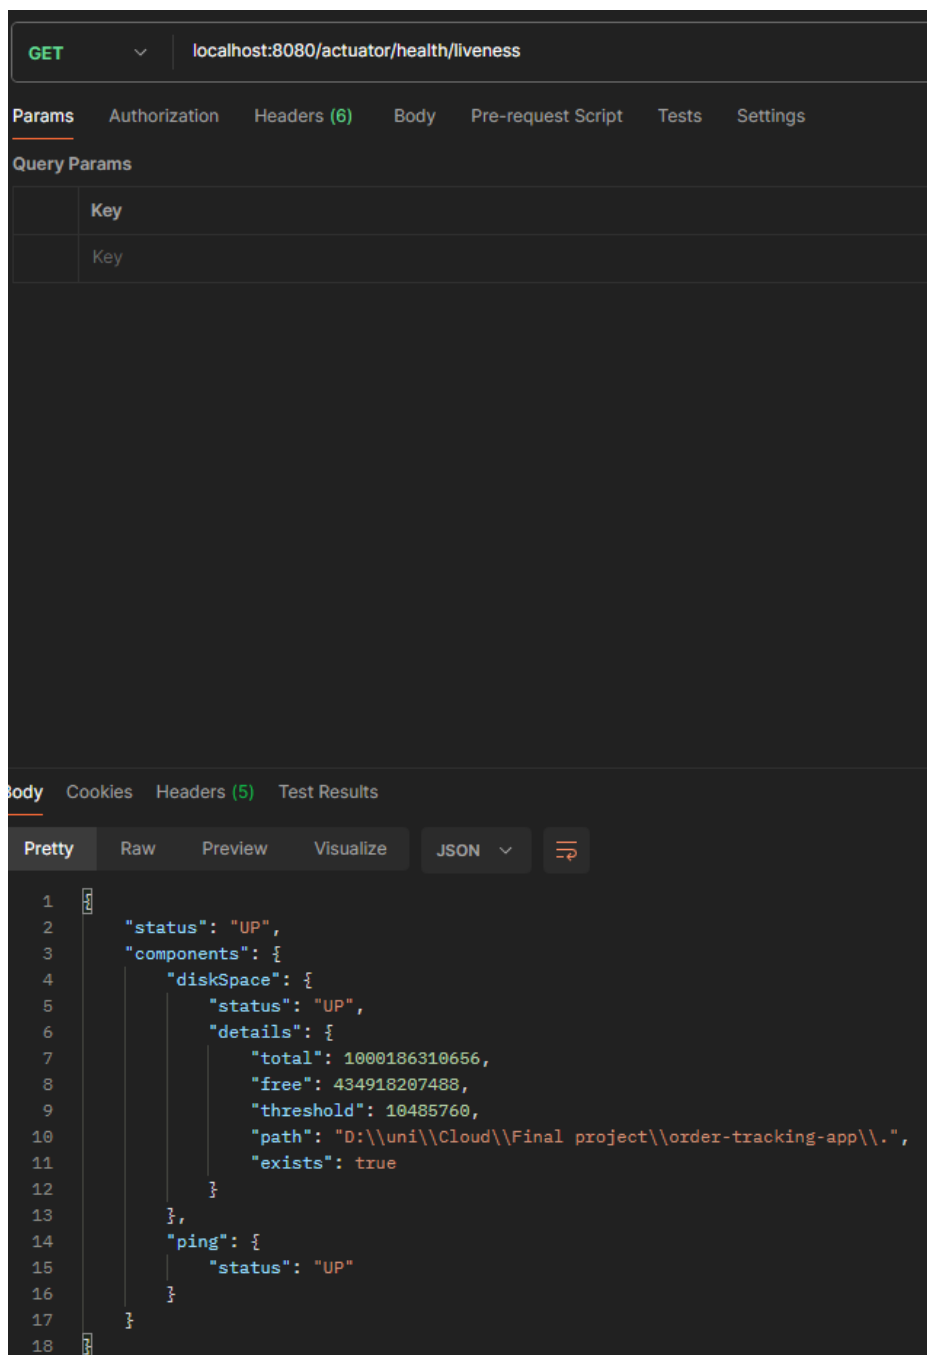 GET localhost:8080/actuator/health/liveness
Params Authorization Headers (6) Body Pre-request Script Tests Settings
Query Params
Key
Key
Body Cookies Headers (5) Test Results
Pretty Raw Preview Visualize JSON
1 {
2 "status": "UP",
3 "components": {
4 "diskSpace": {
5 "status": "UP",
6 "details": {
7 "total": 1000186310656,
8 "free": 434918207488,
9 "threshold": 10485760,
10 "path": "D:\\uni\\Cloud\\Final project\\order-tracking-app\\.",
11 "exists": true
12 }
13 },
14 "ping": {
15 "status": "UP"
16 }
17 }
18 }